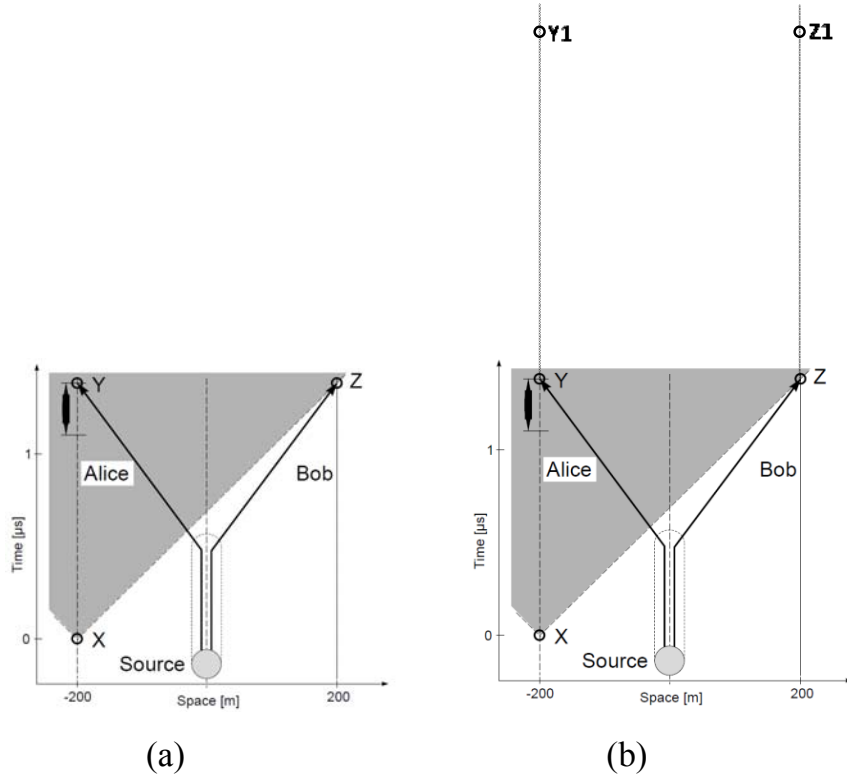 Y1 Z1
Y Z
Y Z
1
1
Alice Bob
Alice Bob
Time [μs]
Time [μs]
0 X
0 X
Source
Source
-200 Space [m] 200
-200 Space [m] 200
(a) (b)